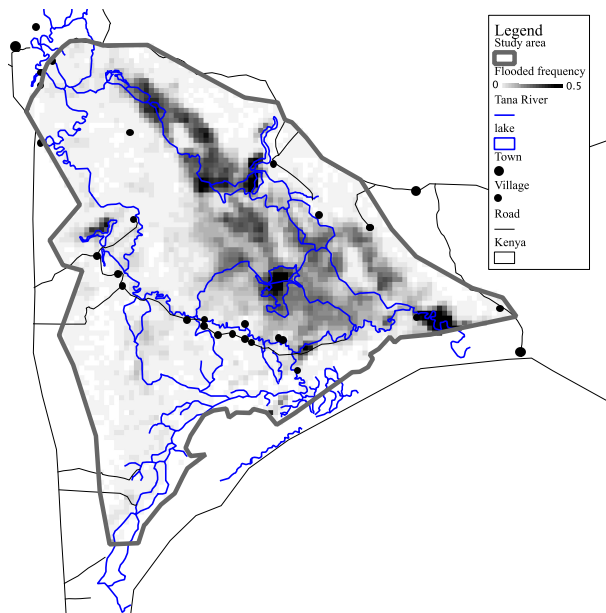 Legend
Study area
Flooded frequency
0 0.5
Tana River
lake
Town
Village
Road
Kenya